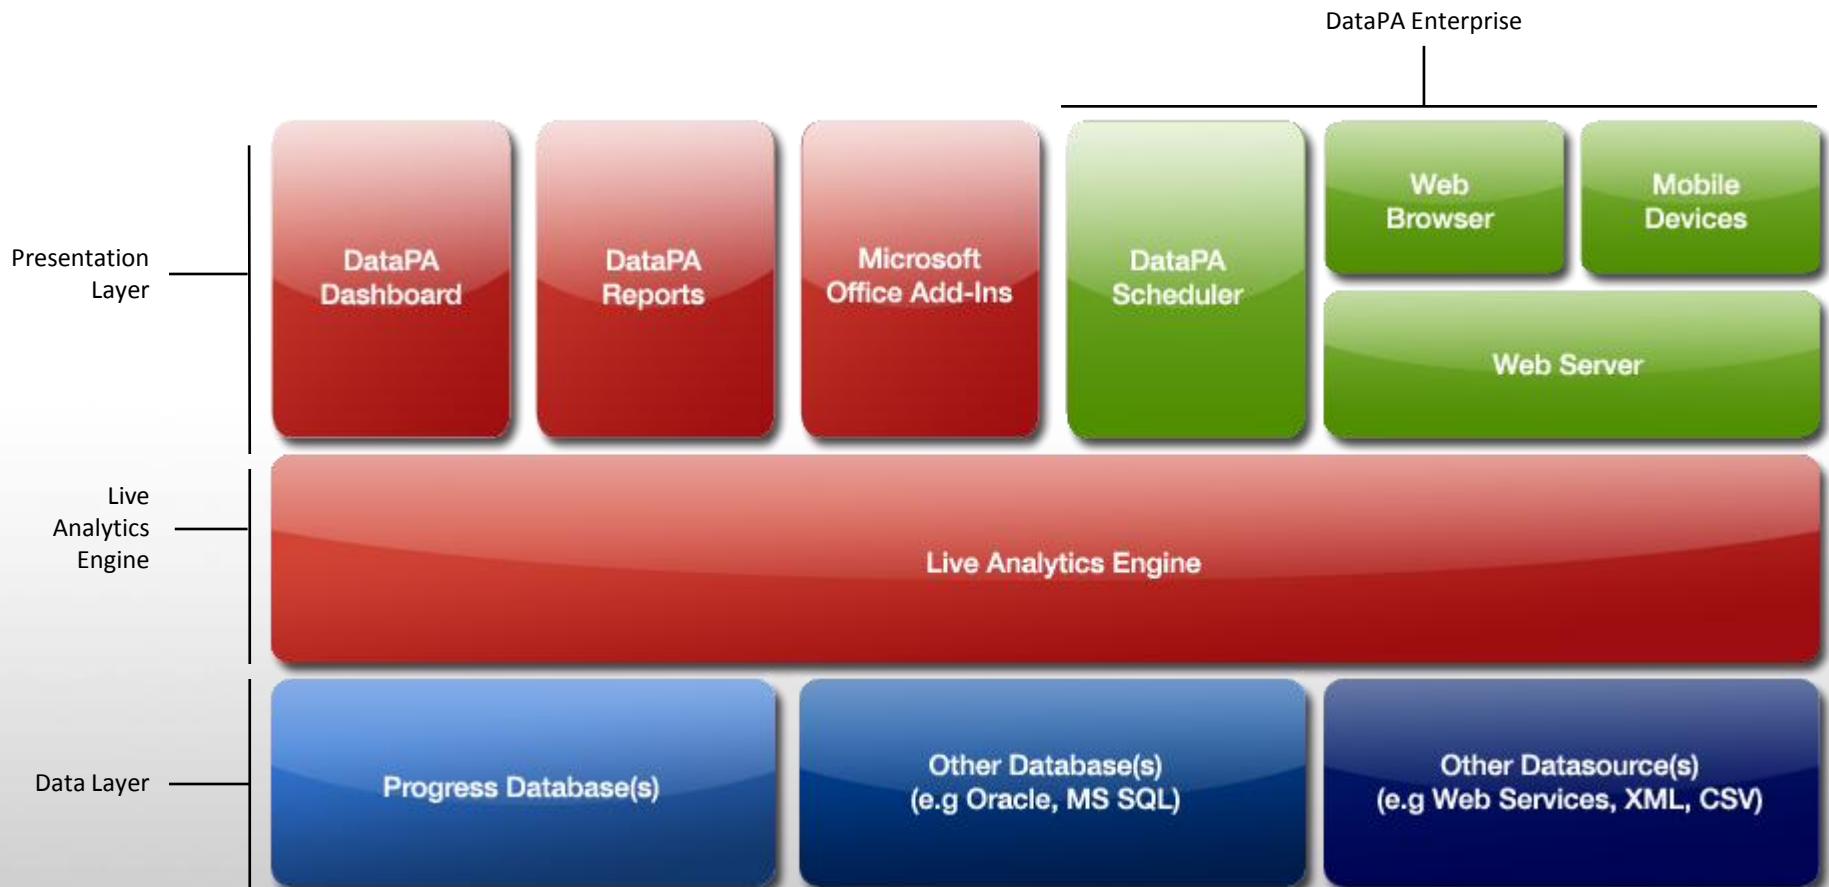 DataPA Enterprise
Presentation
Layer
DataPA
Dashboard
DataPA
Reports
Microsoft
Office Add-Ins
DataPA
Scheduler
Web
Browser
Mobile
Devices
Web Server
Live
Analytics
Engine
Live Analytics Engine
Data Layer
Progress Database(s)
Other Database(s)
(e.g Oracle, MS SQL)
Other Datasource(s)
(e.g Web Services, XML, CSV)